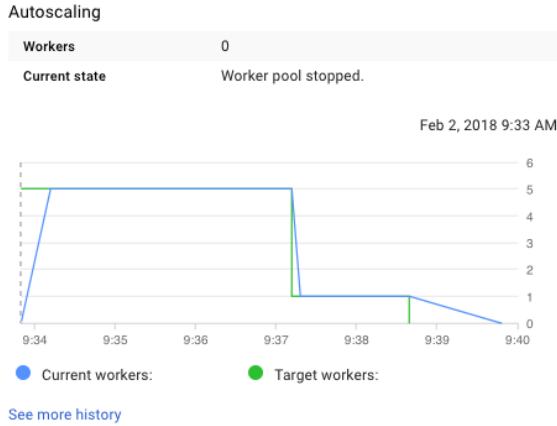 Autoscaling
Workers 0
Current state Worker pool stopped.
Feb 2, 2018 9:33 AM
6
5
4
3
2
1
0
9:34 9:35 9:36 9:37 9:38 9:39 9:40
Current workers: Target workers:
See more history